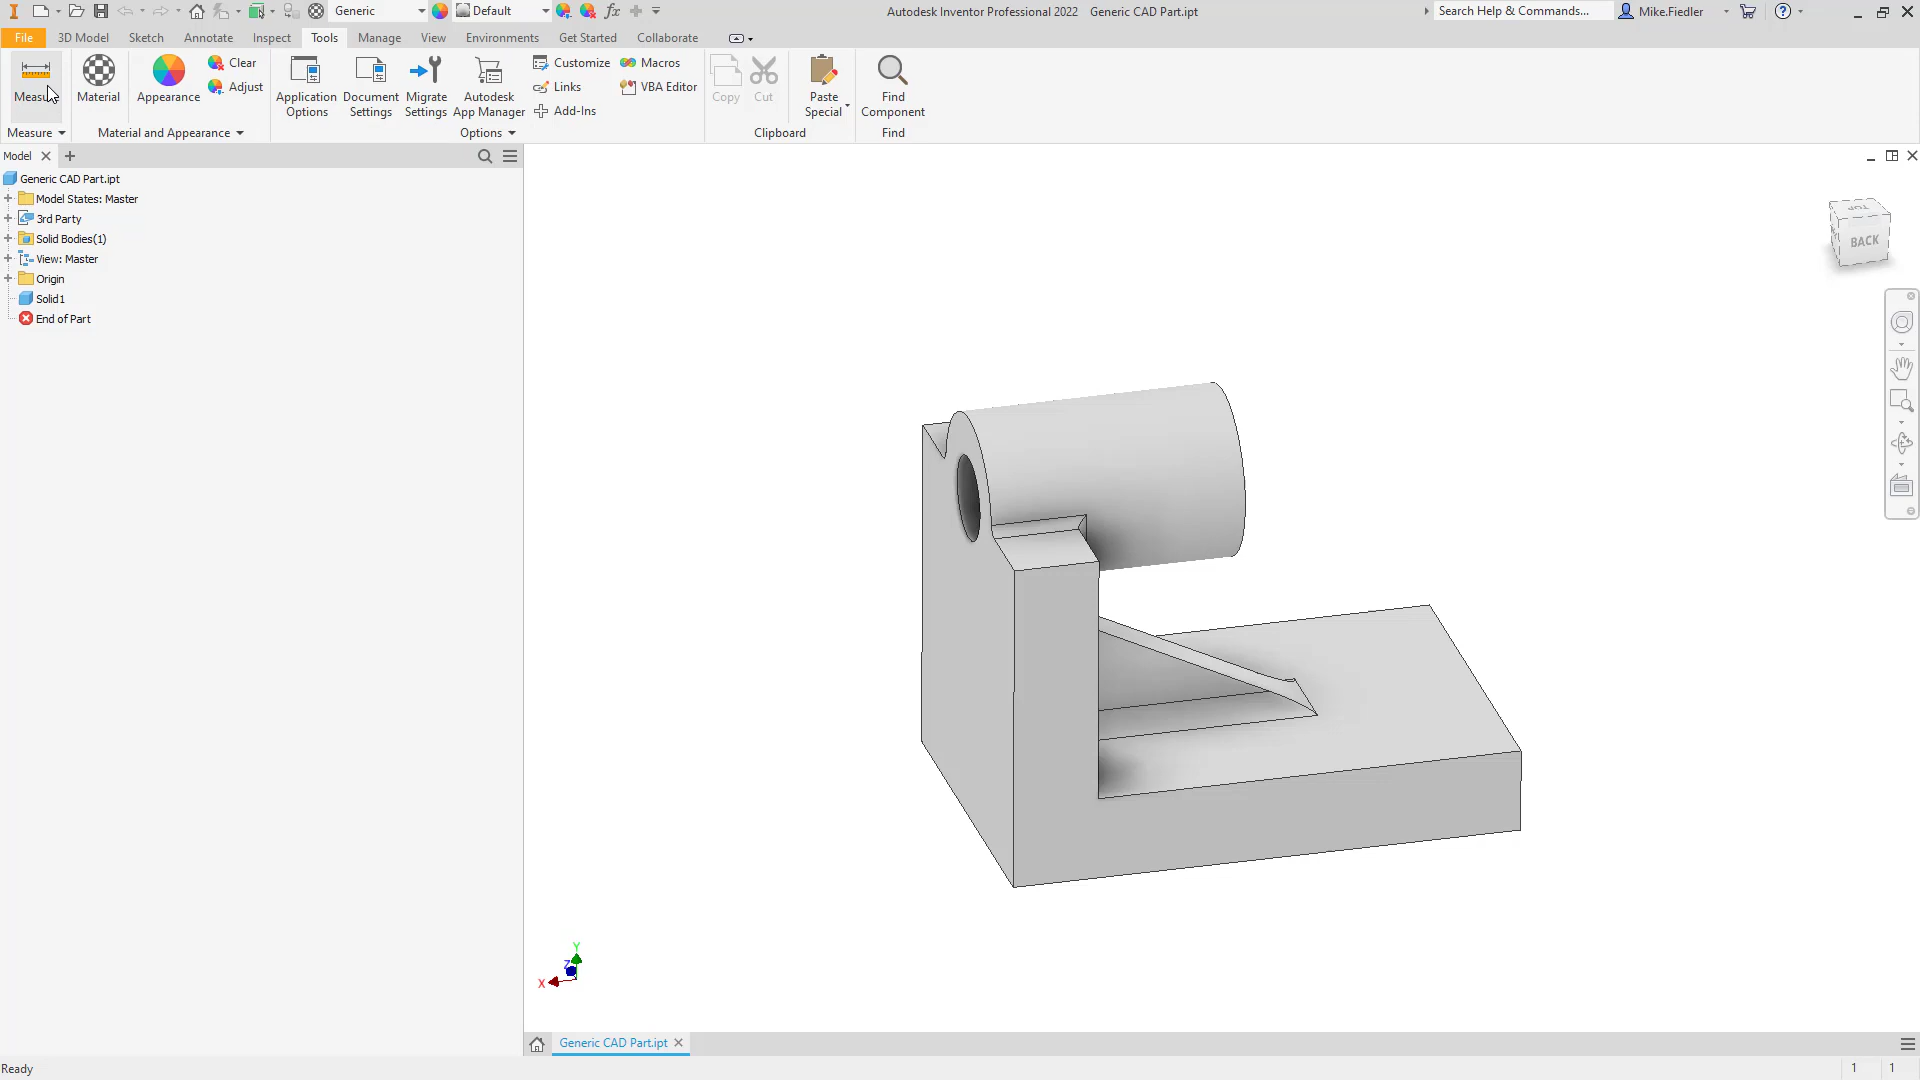 Generic
Default
Autodesk Inventor Professional 2022 Generic CAD Part.ipt
Search Help & Commands...
Mike.Fiedler
File 3D Model Sketch Annotate Inspect Tools Manage View Environments Get Started Collaborate
Measure
Material
Appearance
Clear
Adjust
Application
Options
Document
Settings
Migrate
Settings
Autodesk
App Manager
Customize
Links
Add-Ins
Macros
VBA Editor
Copy
Cut
Paste
Special
Find
Component
Measure
Material and Appearance
Options
Clipboard
Find
Model
Generic CAD Part.ipt
Model States: Master
3rd Party
Solid Bodies(1)
View: Master
Origin
Solid1
End of Part
TOP
BACK
Y
Z
X
Generic CAD Part.ipt
Ready
1 1